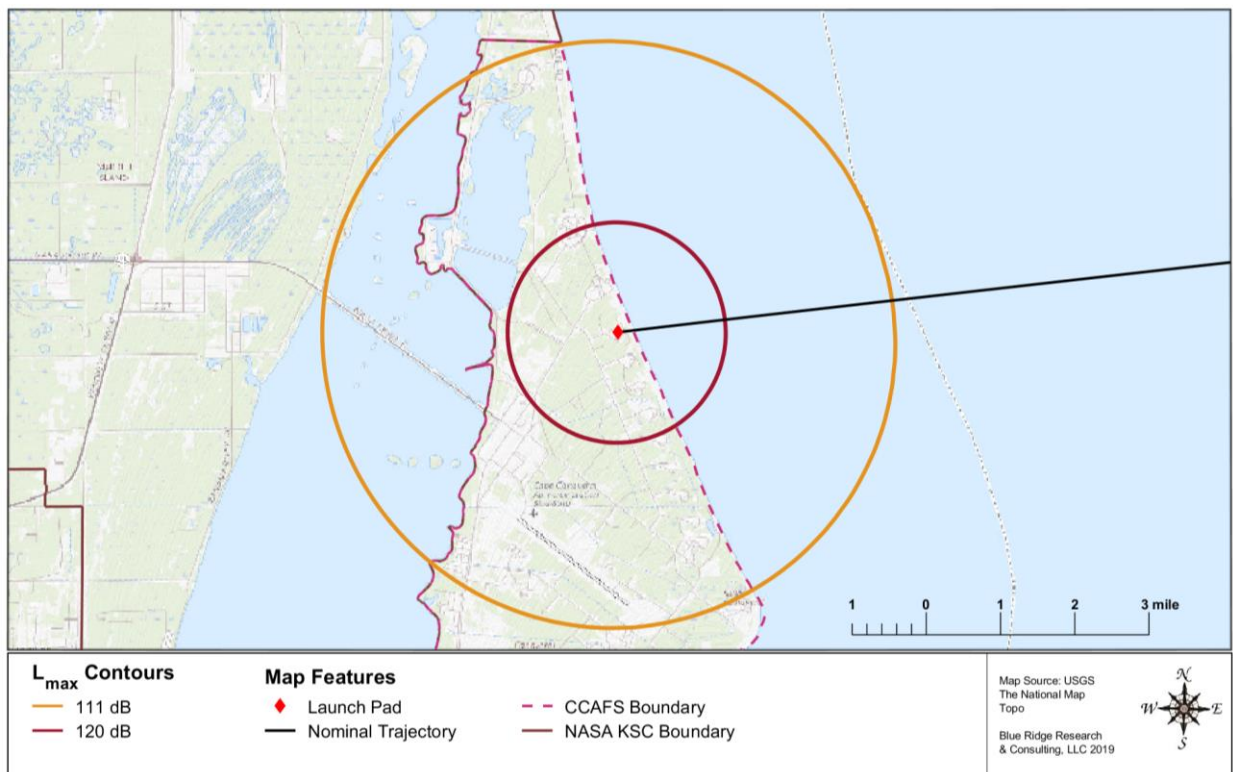 1 0 1 2 3 mile
L_max Contours
111 dB
120 dB
Map Features
Launch Pad
Nominal Trajectory
CCAFS Boundary
NASA KSC Boundary
Map Source: USGS
The National Map
Topo
Blue Ridge Research
& Consulting, LLC 2019
N
W E
S